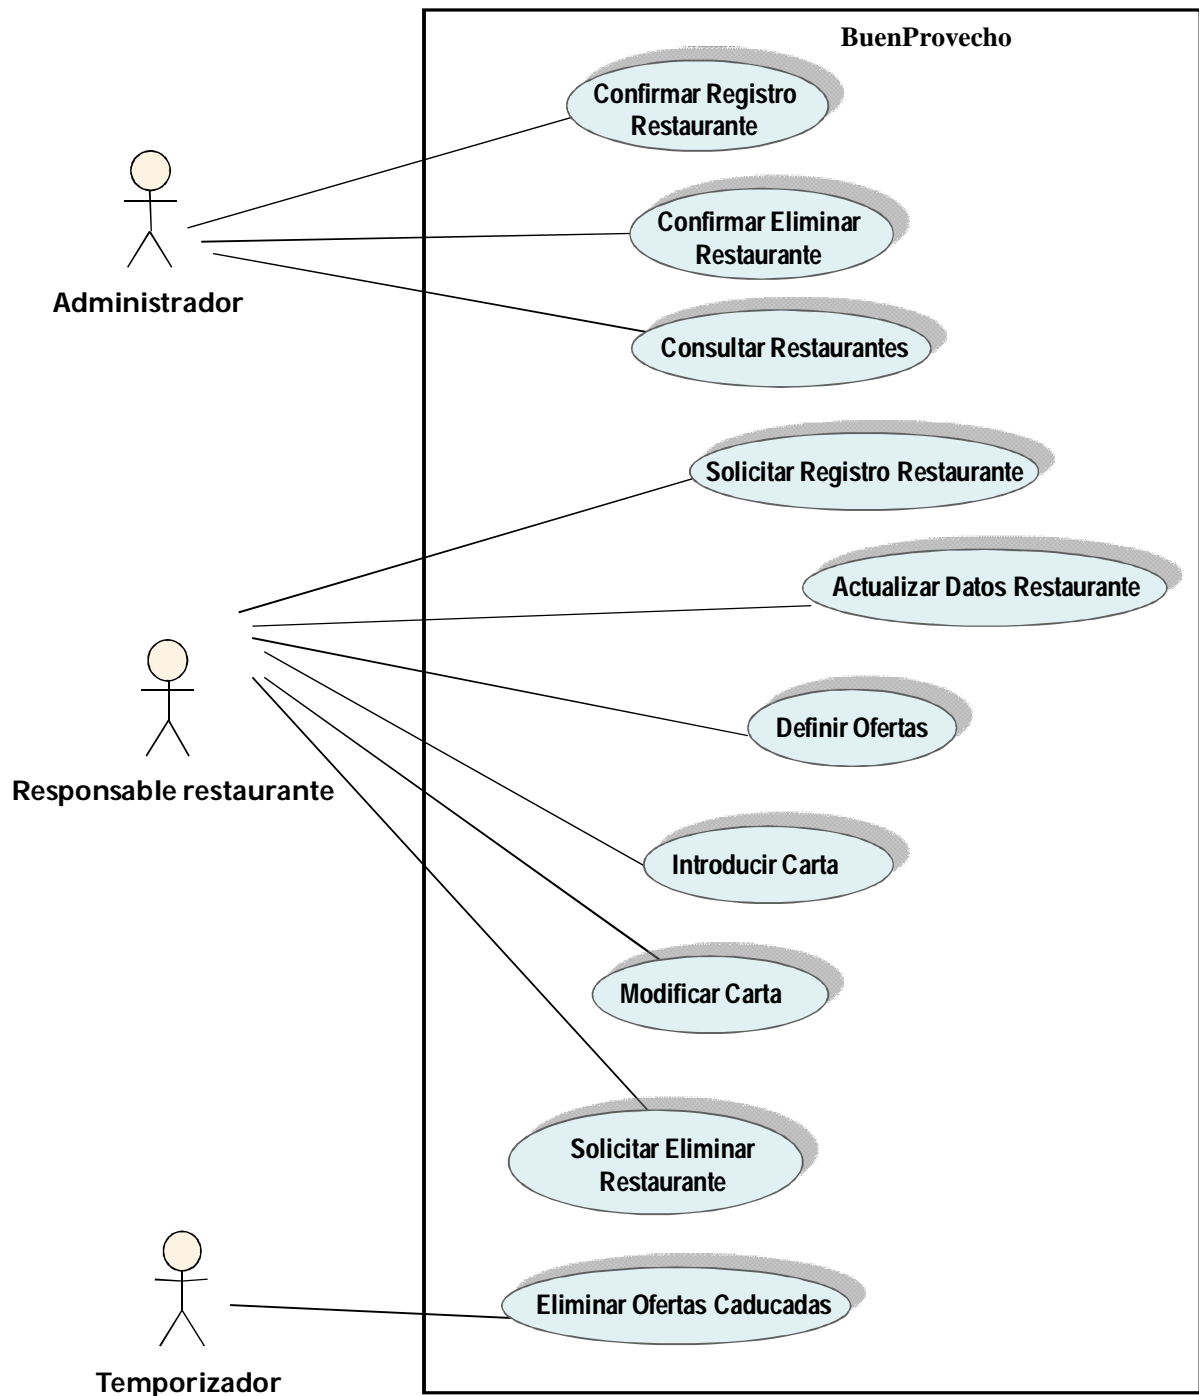 BuenProvecho
Confirmar Registro
Restaurante
Confirmar Eliminar
Restaurante
Administrador
Consultar Restaurantes
Solicitar Registro Restaurante
Actualizar Datos Restaurante
Definir Ofertas
Responsable restaurante
Introducir Carta
Modificar Carta
Solicitar Eliminar
Restaurante
Eliminar Ofertas Caducadas
Temporizador